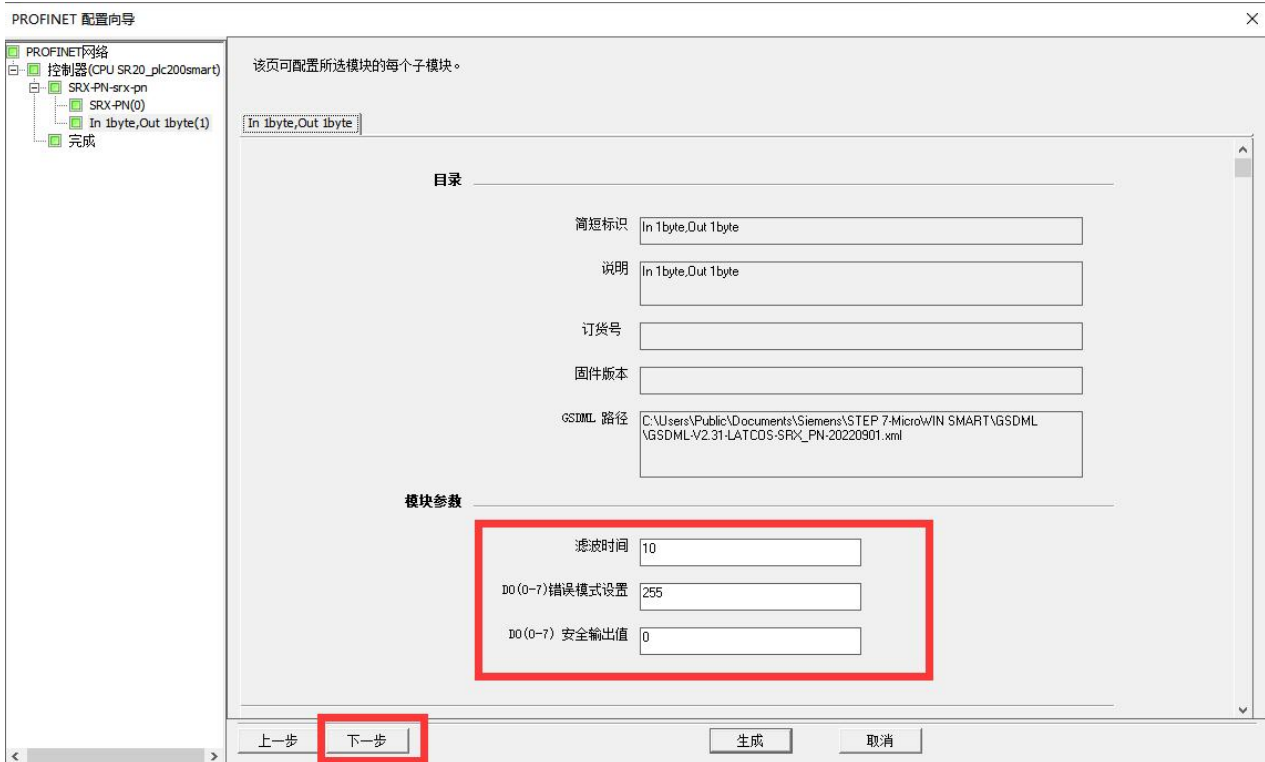 PROFINET 配置向导
PROFINET网络
控制器(CPU SR20_plc200smart)
SRX-PN-srx-pn
SRX-PN(0)
In 1byte,Out 1byte(1)
完成
该页可配置所选模块的每个子模块。
In 1byte,Out 1byte
目录
简短标识 In 1byte,Out 1byte
说明 In 1byte,Out 1byte
订货号
固件版本
GSDML 路径 C:\Users\Public\Documents\Siemens\STEP 7-MicroWIN SMART\GSDML
\GSDML-V2.31-LATCOS-SRX_PN-20220901.xml
模块参数
滤波时间 10
DO(0-7)错误模式设置 255
DO(0-7) 安全输出值 0
上一步 下一步 生成 取消